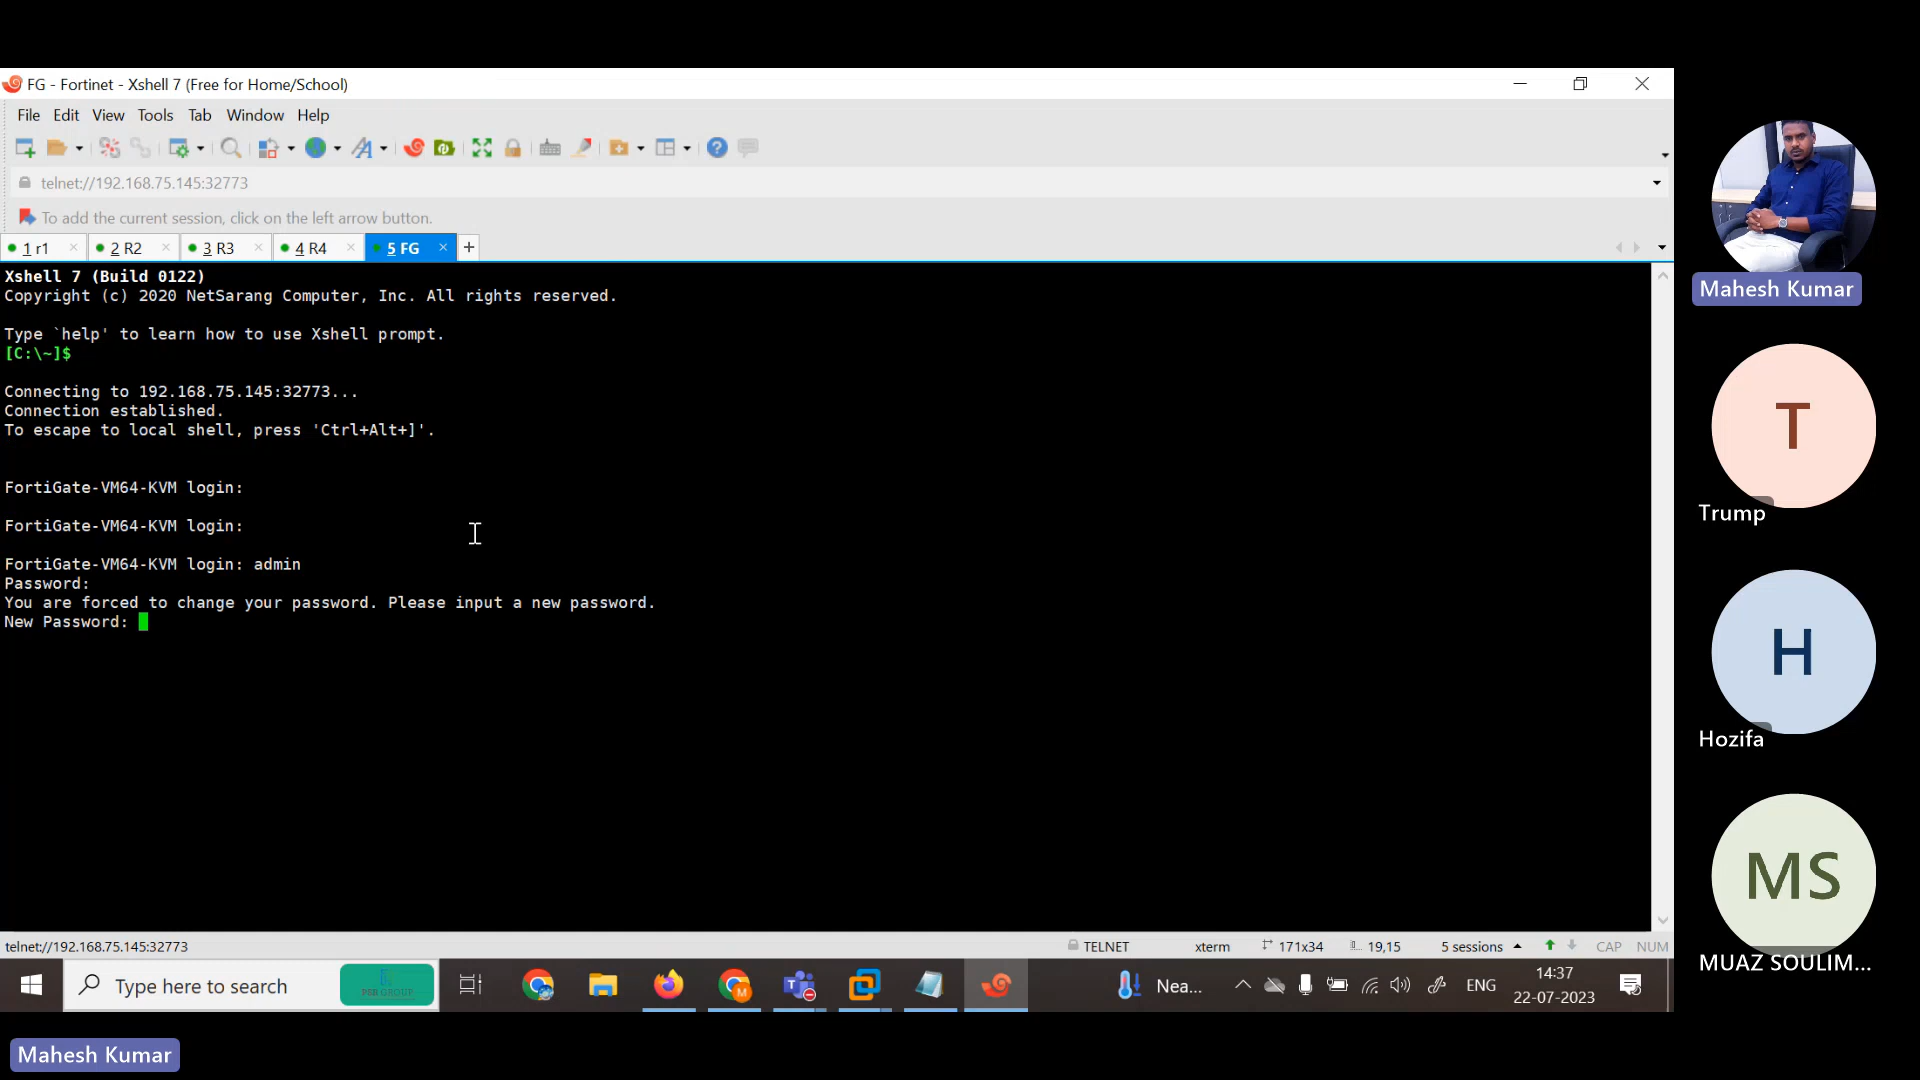 FG - Fortinet - Xshell 7 (Free for Home/School)
File Edit View Tools Tab Window Help
telnet://192.168.75.145:32773
To add the current session, click on the left arrow button.
1 r1
2 R2
3 R3
4 R4
5 FG
Xshell 7 (Build 0122)
Copyright (c) 2020 NetSarang Computer, Inc. All rights reserved.
Type `help' to learn how to use Xshell prompt.
[C:\~]$
Connecting to 192.168.75.145:32773...
Connection established.
To escape to local shell, press 'Ctrl+Alt+]'.
FortiGate-VM64-KVM login:
FortiGate-VM64-KVM login:
FortiGate-VM64-KVM login: admin
Password:
You are forced to change your password. Please input a new password.
New Password:
telnet://192.168.75.145:32773
TELNET
xterm
171x34
19,15
5 sessions
CAP
NUM
Type here to search
PSB GROUP
Nea...
ENG
14:37
22-07-2023
Mahesh Kumar
T
Trump
H
Hozifa
MS
MUAZ SOULIM...
Mahesh Kumar